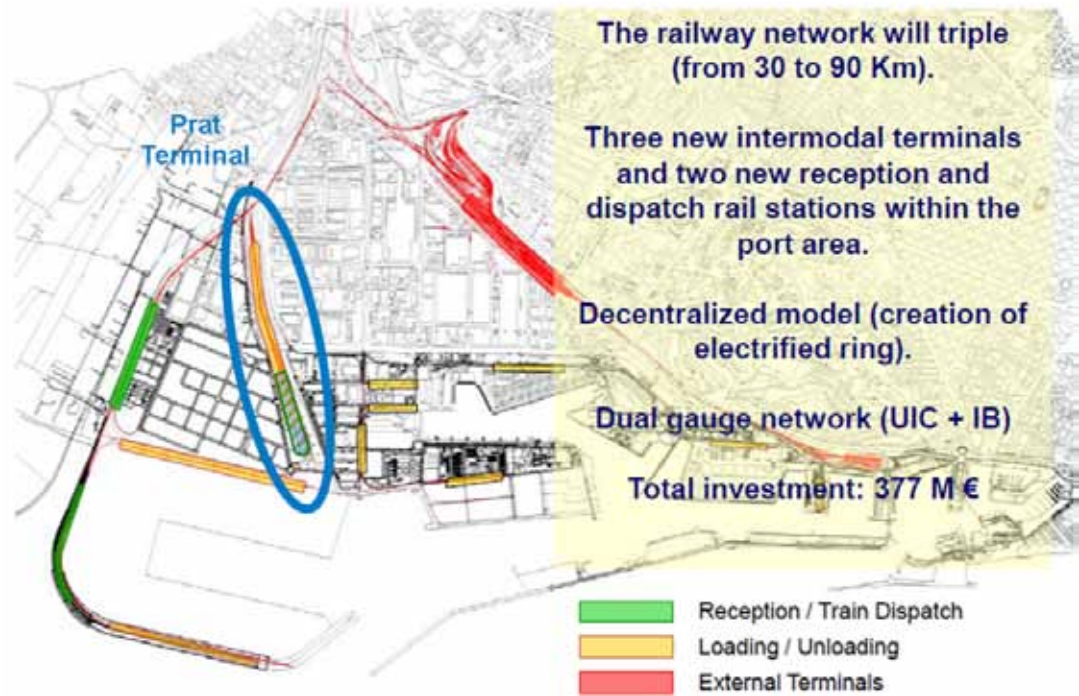 The railway network will triple
(from 30 to 90 Km).
Prat
Terminal
Three new intermodal terminals
and two new reception and
dispatch rail stations within the
port area.
Decentralized model (creation of
electrified ring).
Dual gauge network (UIC + IB)
Total investment: 377 M €
Reception / Train Dispatch
Loading / Unloading
External Terminals